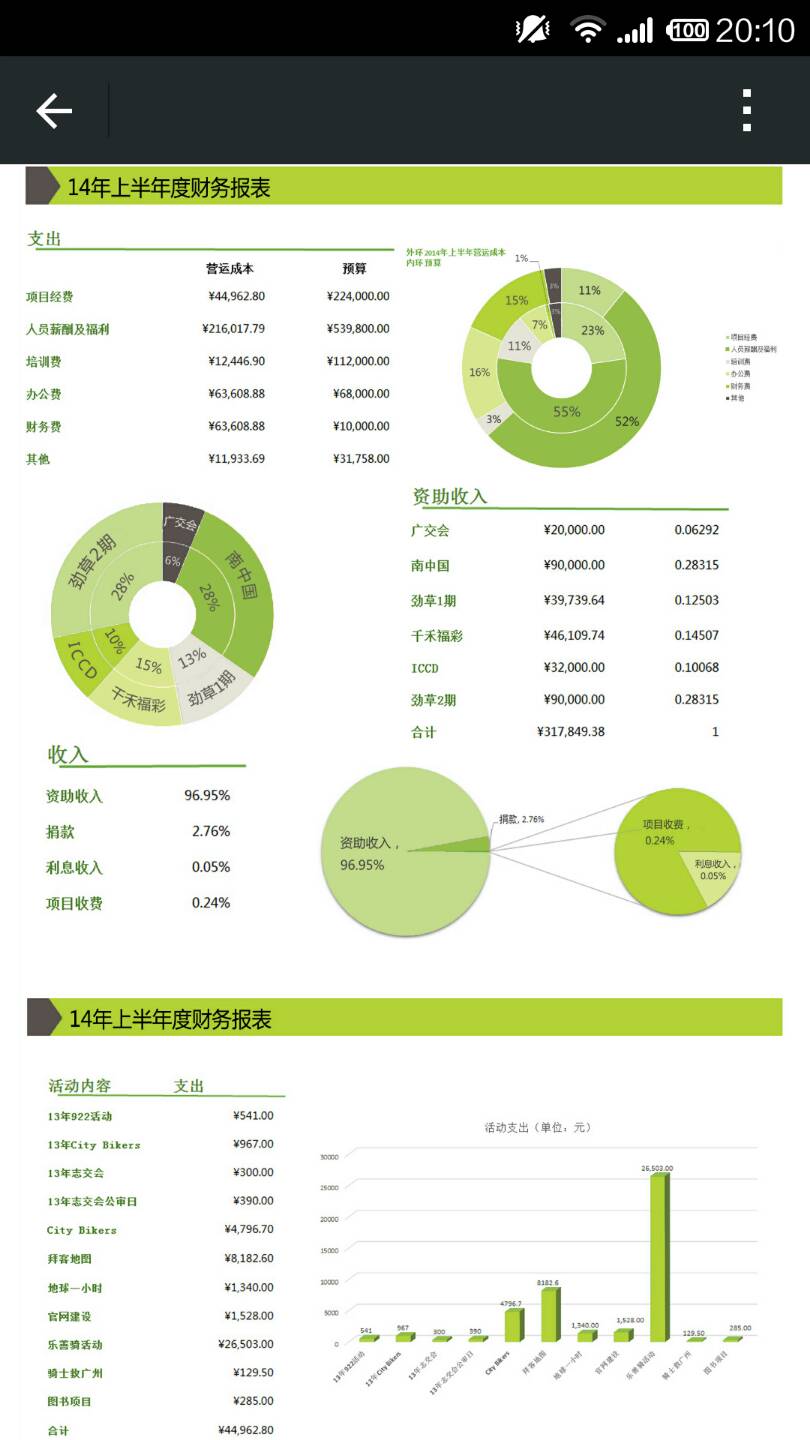 100 20:10
14年上半年度财务报表
支出
营运成本 预算
项目经费 ¥44,962.80 ¥224,000.00
人员薪酬及福利 ¥216,017.79 ¥539,800.00
培训费 ¥12,446.90 ¥112,000.00
办公费 ¥63,608.88 ¥68,000.00
财务费 ¥63,608.88 ¥10,000.00
其他 ¥11,933.69 ¥31,758.00
外环2014年上半年营运成本
内环预算
1%
3%
11%
15%
3%
7%
23%
11%
16%
55%
3%
52%
项目经费
人员薪酬及福利
培训费
办公费
财务费
其他
广交会
6%
南中国
28%
劲草2期
28%
ICCD
10%
千禾福彩
15%
劲草1期
13%
资助收入
广交会 ¥20,000.00 0.06292
南中国 ¥90,000.00 0.28315
劲草1期 ¥39,739.64 0.12503
千禾福彩 ¥46,109.74 0.14507
ICCD ¥32,000.00 0.10068
劲草2期 ¥90,000.00 0.28315
合计 ¥317,849.38 1
收入
资助收入 96.95%
捐款 2.76%
利息收入 0.05%
项目收费 0.24%
资助收入，
96.95%
捐款, 2.76%
项目收费，
0.24%
利息收入，
0.05%
14年上半年度财务报表
活动内容 支出
13年922活动 ¥541.00
13年City Bikers ¥967.00
13年志交会 ¥300.00
13年志交会公审日 ¥390.00
City Bikers ¥4,796.70
拜客地图 ¥8,182.60
地球一小时 ¥1,340.00
官网建设 ¥1,528.00
乐善骑活动 ¥26,503.00
骑士救广州 ¥129.50
图书项目 ¥285.00
合计 ¥44,962.80
活动支出（单位：元）
30000
25000
20000
15000
10000
5000
0
541
967
300
390
4796.7
8182.6
1,340.00
1,528.00
26,503.00
129.50
285.00
13年922活动
13年City Bikers
13年志交会
13年志交会公审日
City Bikers
拜客地图
地球一小时
官网建设
乐善骑活动
骑士救广州
图书项目